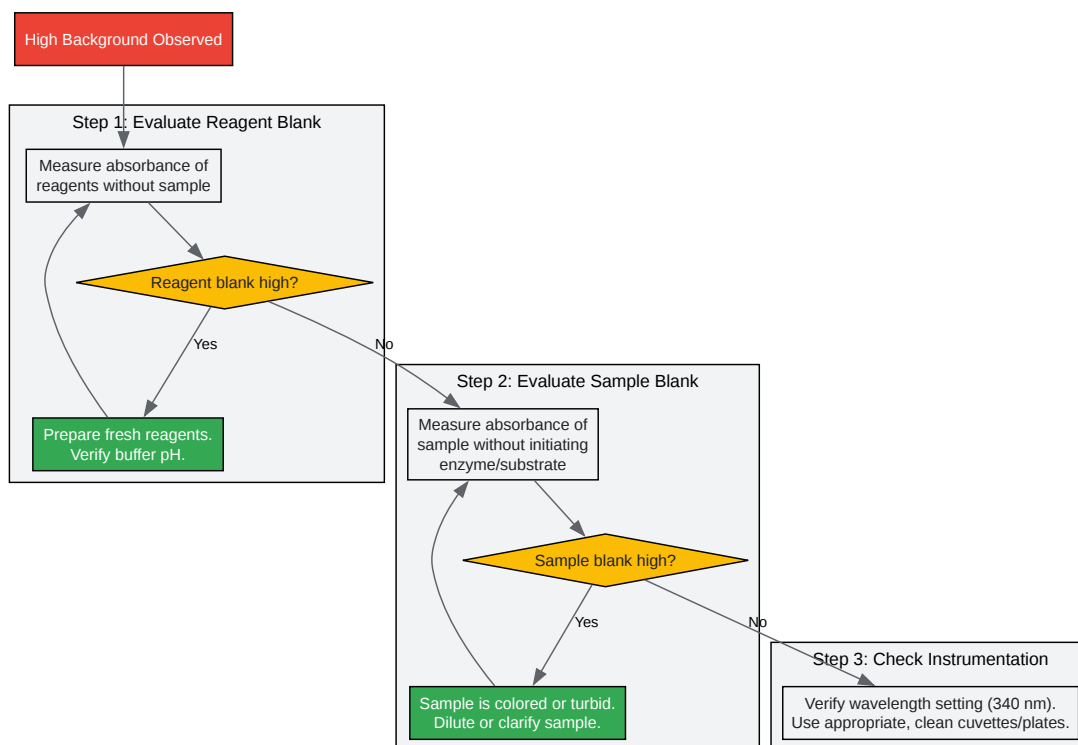 High Background Observed
Step 1: Evaluate Reagent Blank
Measure absorbance of
reagents without sample
Reagent blank high?
Yes
No
Prepare fresh reagents.
Verify buffer pH.
Step 2: Evaluate Sample Blank
Measure absorbance of
sample without initiating
enzyme/substrate
Sample blank high?
Yes
No
Sample is colored or turbid.
Dilute or clarify sample.
Step 3: Check Instrumentation
Verify wavelength setting (340 nm).
Use appropriate, clean cuvettes/plates.